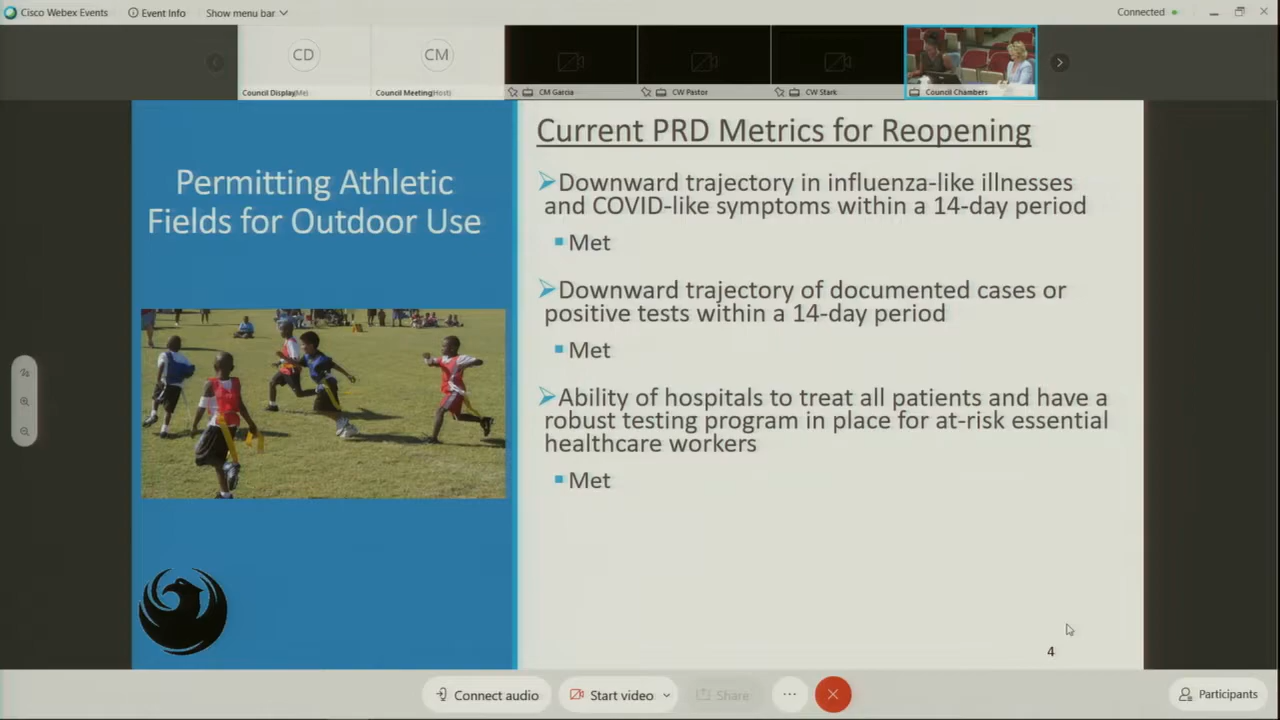 Cisco Webex Events
Event Info
Show menu bar
Connected
CD
CM
Council Display(Me)
Council Meeting(Host)
CM Garcia
CW Pastor
CW Stark
Council Chambers
Permitting Athletic
Fields for Outdoor Use
Current PRD Metrics for Reopening
Downward trajectory in influenza-like illnesses
and COVID-like symptoms within a 14-day period
Met
Downward trajectory of documented cases or
positive tests within a 14-day period
Met
Ability of hospitals to treat all patients and have a
robust testing program in place for at-risk essential
healthcare workers
Met
4
Connect audio
Start video
Share
Participants